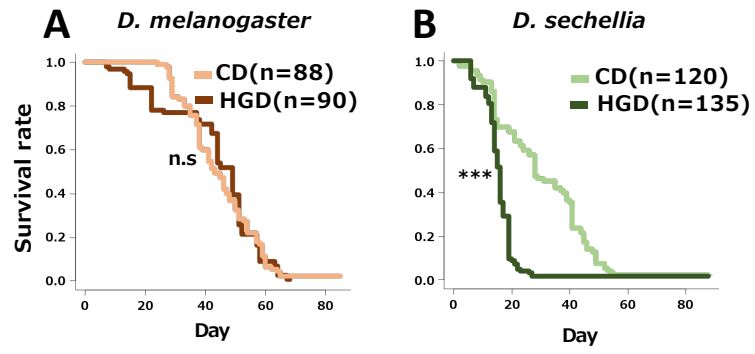 A
D. melanogaster
CD(n=88)
HGD(n=90)
n.s
Survival rate
1.0
0.8
0.6
0.4
0.2
0.0
0 20 40 60 80
Day
B
D. sechellia
CD(n=120)
HGD(n=135)
***
1.0
0.8
0.6
0.4
0.2
0.0
0 20 40 60 80
Day